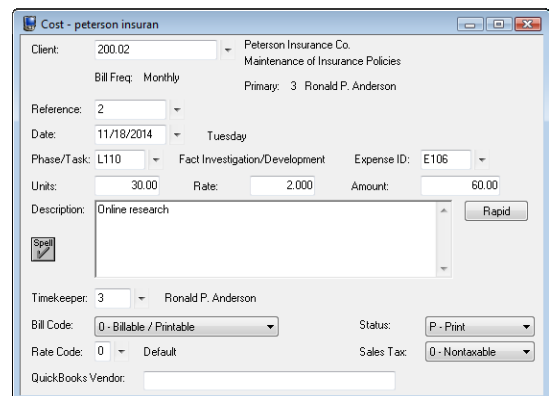 Cost - peterson insuran
Client: 200.02 Peterson Insurance Co.
Maintenance of Insurance Policies
Bill Freq: Monthly Primary: 3 Ronald P. Anderson
Reference: 2
Date: 11/18/2014 Tuesday
Phase/Task: L110 Fact Investigation/Development Expense ID: E106
Units: 30.00 Rate: 2.000 Amount: 60.00
Description: Online research Rapid
Spell
Timekeeper: 3 Ronald P. Anderson
Bill Code: 0 - Billable / Printable Status: P - Print
Rate Code: 0 Default Sales Tax: 0 - Nontaxable
QuickBooks Vendor: